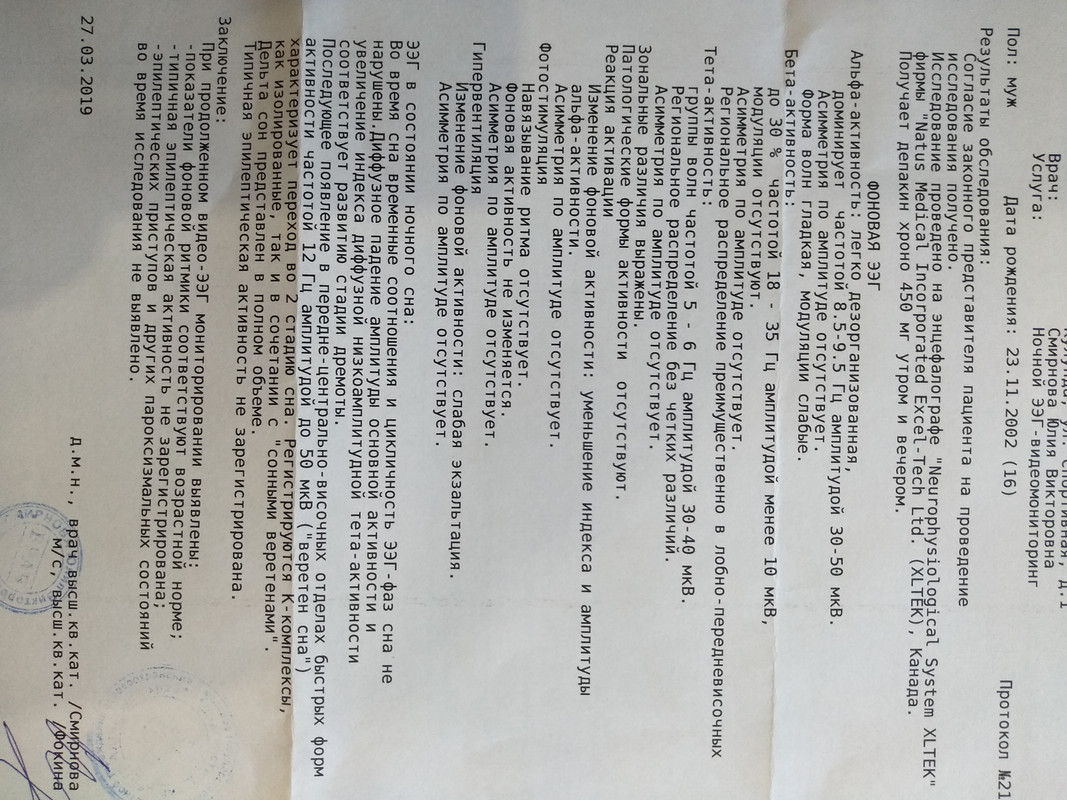 Спортивная, д.1
Врач: Смирнова Юлия Викторовна
Услуга: Ночной ЭЭГ-видеомониторинг
Протокол №21
Пол: муж Дата рождения: 23.11.2002 (16)
Результаты обследования:
Согласие законного представителя пациента на проведение
исследования получено.
Исследование проведено на энцефалографе "Neurophysiological System XLTEK"
фирмы "Natus Medical Incorporated Excel-Tech Ltd. (XLTEK), Канада.
Получает депакин хроно 450 мг утром и вечером.
ФОНОВАЯ ЭЭГ
Альфа-активность: легко дезорганизованная,
доминирует частотой 8.5-9.5 Гц амплитудой 30-50 мкВ.
Асимметрия по амплитуде отсутствует.
Форма волн гладкая, модуляции слабые.
Бета-активность:
до 30 % частотой 18 - 35 Гц амплитудой менее 10 мкВ,
модуляции отсутствуют.
Асимметрия по амплитуде отсутствует.
Региональное распределение преимущественно в лобно-передневисочных
Тета-активность:
группы волн частотой 5 - 6 Гц амплитудой 30-40 мкВ.
Региональное распределение без четких различий.
Асимметрия по амплитуде отсутствует.
Зональные различия выражены.
Патологические формы активности отсутствуют.
Реакция активации
Изменение фоновой активности: уменьшение индекса и амплитуды
альфа-активности.
Асимметрия по амплитуде отсутствует.
Фотостимуляция
Навязывание ритма отсутствует.
Фоновая активность не изменяется.
Асимметрия по амплитуде отсутствует.
Гипервентиляция
Изменение фоновой активности: слабая экзальтация.
Асимметрия по амплитуде отсутствует.
ЭЭГ в состоянии ночного сна:
Во время сна временные соотношения и цикличность ЭЭГ-фаз сна не
нарушены.Диффузное падение амплитуды основной активности и
увеличение индекса диффузной низкоамплитудной тета-активности
соответствует развитию стадии дремоты.
Последующее появление в передне-центрально-височных отделах быстрых форм
активности частотой 12 Гц амплитудой до 50 мкВ ("веретен сна")
характеризует переход во 2 стадию сна. Регистрируются К-комплексы,
как изолированные, так и в сочетании с "сонными веретенами".
Дельта сон представлен в полном объеме.
Типичная эпилептическая активность не зарегистрирована.
Заключение:
При продолженном видео-ЭЭГ мониторировании выявлены:
-показатели фоновой ритмики соответствуют возрастной норме;
-типичная эпилептическая активность не зарегистрирована;
-эпилептических приступов и других пароксизмальных состояний
во время исследования не выявлено.
27.03.2019
д.м.н., врач высш.кв.кат. /Смирнова
м/с, высш.кв.кат. Фокина